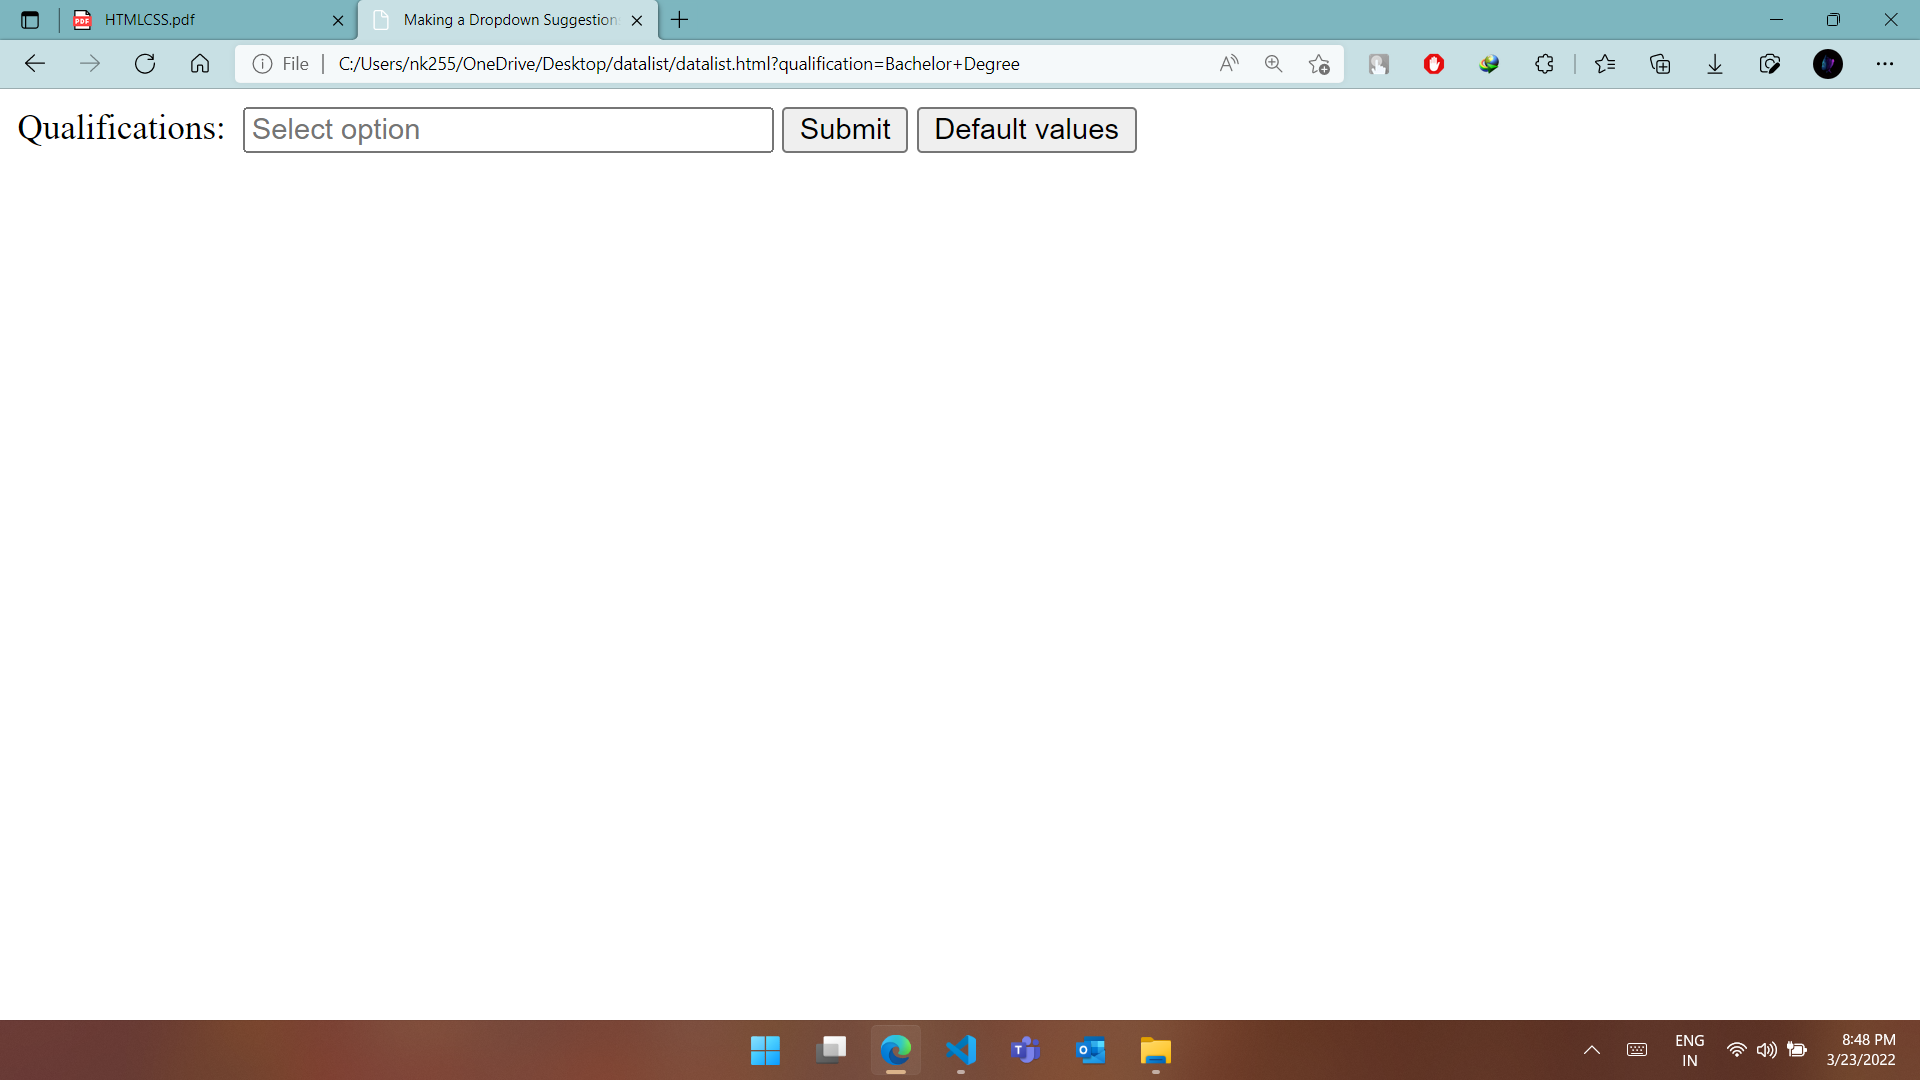 HTMLCSS.pdf
Making a Dropdown Suggestion
File
C:/Users/nk255/OneDrive/Desktop/datalist/datalist.html?qualification=Bachelor+Degree
Qualifications: Select option Submit Default values
ENG
IN
8:48 PM
3/23/2022